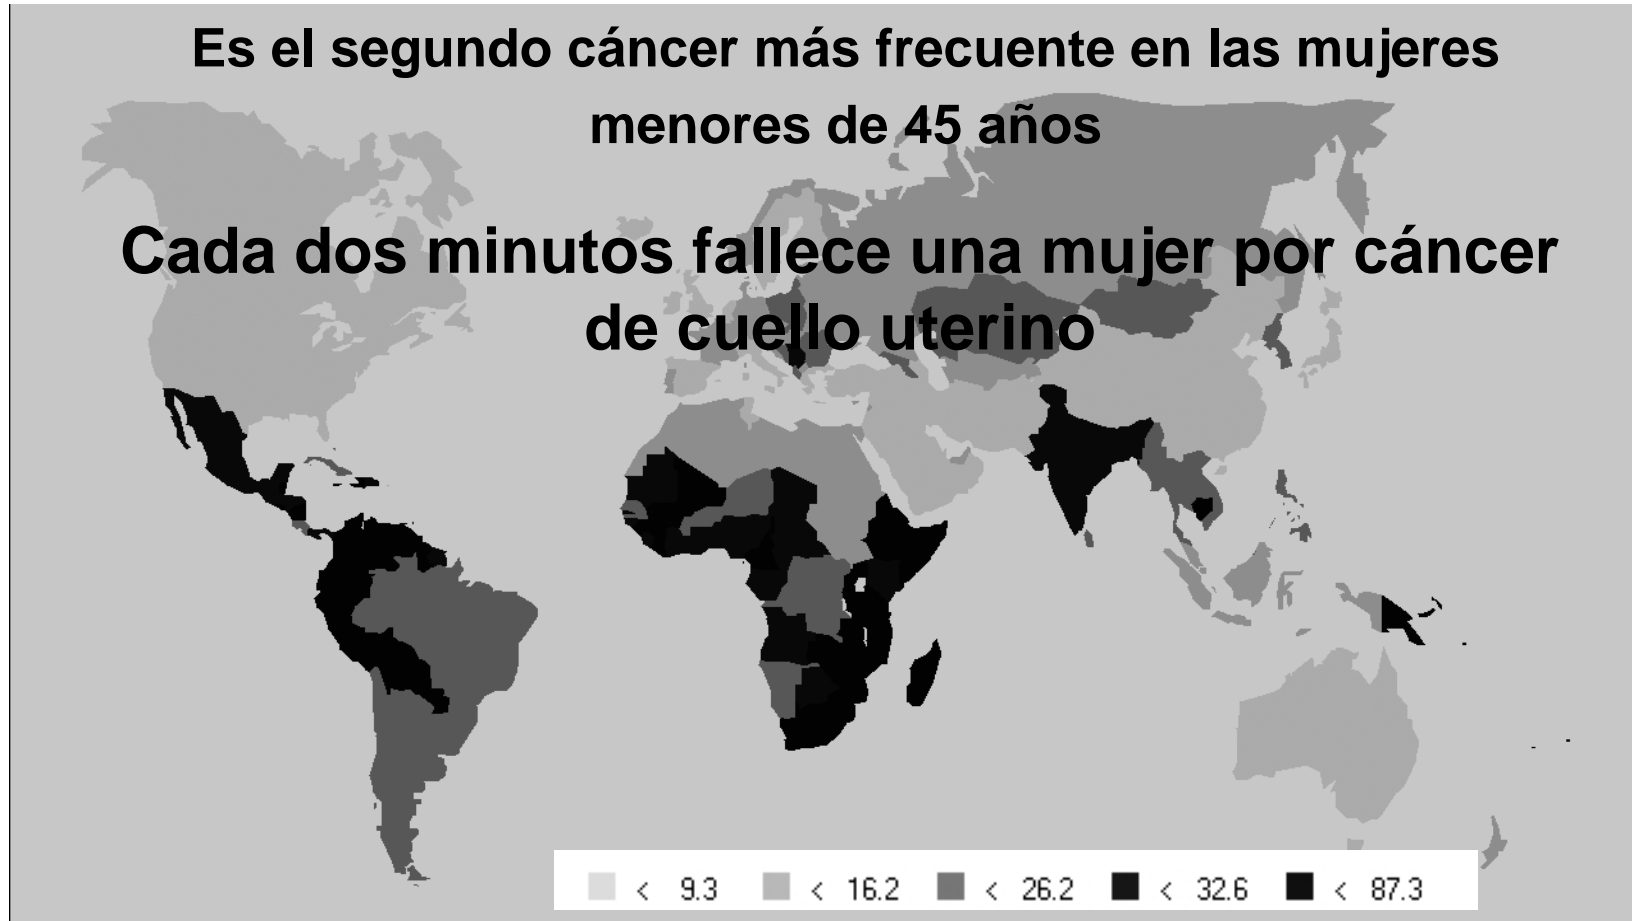 Es el segundo cáncer más frecuente en las mujeres
menores de 45 años
Cada dos minutos fallece una mujer por cáncer
de cuello uterino
< 9.3 < 16.2 < 26.2 < 32.6 < 87.3